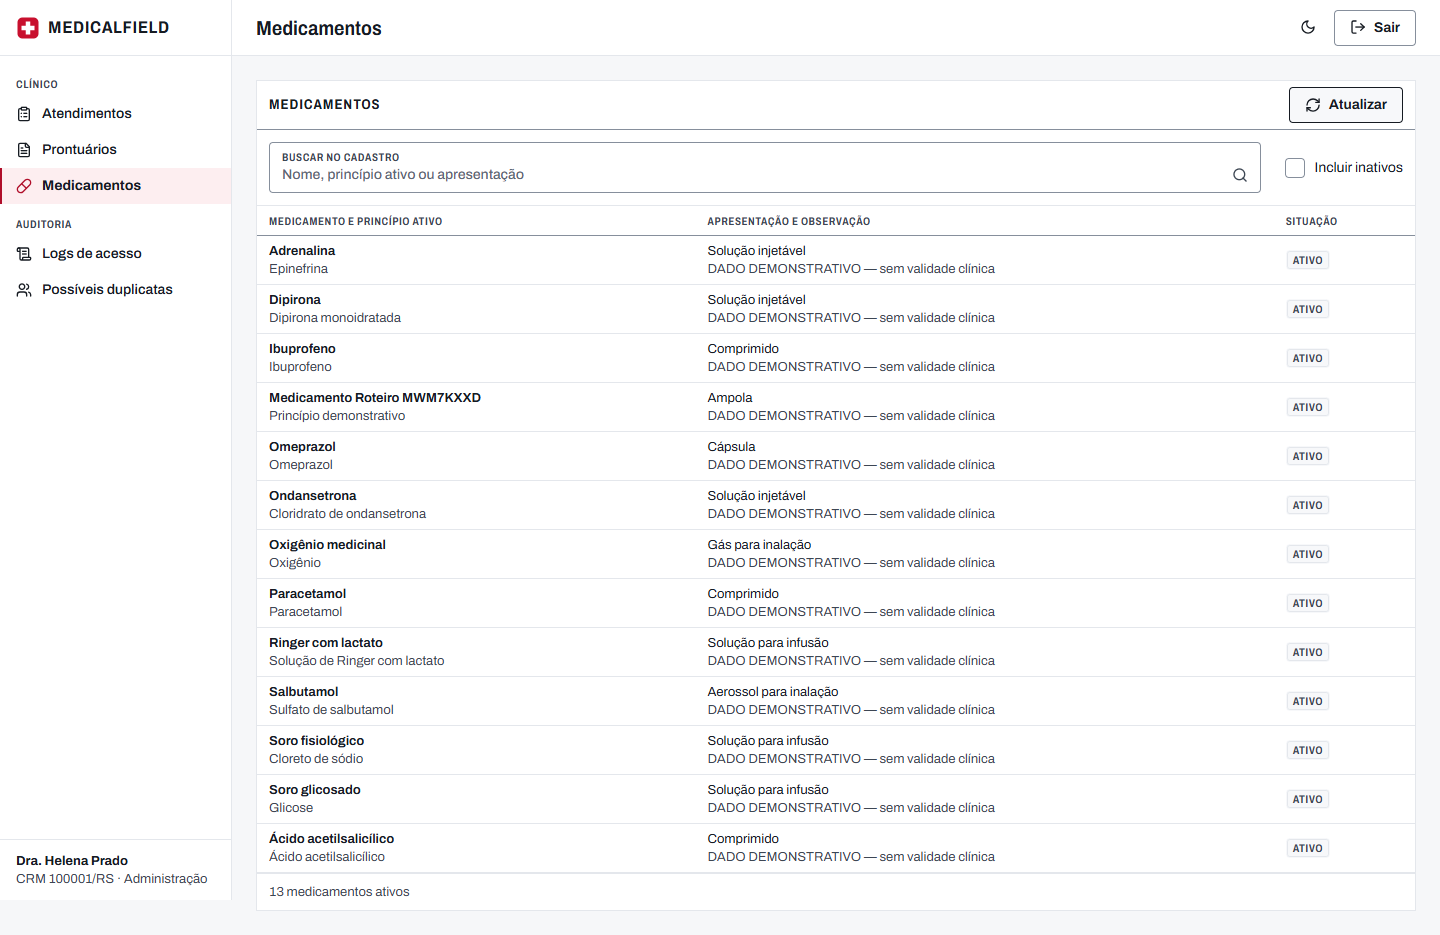 MEDICALFIELD
CLÍNICO
Atendimentos
Prontuários
Medicamentos
AUDITORIA
Logs de acesso
Possíveis duplicatas
Dra. Helena Prado
CRM 100001/RS · Administração
Medicamentos
Sair
MEDICAMENTOS
Atualizar
BUSCAR NO CADASTRO
Nome, princípio ativo ou apresentação
Incluir inativos
MEDICAMENTO E PRINCÍPIO ATIVO APRESENTAÇÃO E OBSERVAÇÃO SITUAÇÃO
Adrenalina Solução injetável
Epinefrina DADO DEMONSTRATIVO — sem validade clínica
ATIVO
Dipirona Solução injetável
Dipirona monoidratada DADO DEMONSTRATIVO — sem validade clínica
ATIVO
Ibuprofeno Comprimido
Ibuprofeno DADO DEMONSTRATIVO — sem validade clínica
ATIVO
Medicamento Roteiro MWM7KXXD Ampola
Princípio demonstrativo DADO DEMONSTRATIVO — sem validade clínica
ATIVO
Omeprazol Cápsula
Omeprazol DADO DEMONSTRATIVO — sem validade clínica
ATIVO
Ondansetrona Solução injetável
Cloridrato de ondansetrona DADO DEMONSTRATIVO — sem validade clínica
ATIVO
Oxigênio medicinal Gás para inalação
Oxigênio DADO DEMONSTRATIVO — sem validade clínica
ATIVO
Paracetamol Comprimido
Paracetamol DADO DEMONSTRATIVO — sem validade clínica
ATIVO
Ringer com lactato Solução para infusão
Solução de Ringer com lactato DADO DEMONSTRATIVO — sem validade clínica
ATIVO
Salbutamol Aerossol para inalação
Sulfato de salbutamol DADO DEMONSTRATIVO — sem validade clínica
ATIVO
Soro fisiológico Solução para infusão
Cloreto de sódio DADO DEMONSTRATIVO — sem validade clínica
ATIVO
Soro glicosado Solução para infusão
Glicose DADO DEMONSTRATIVO — sem validade clínica
ATIVO
Ácido acetilsalicílico Comprimido
Ácido acetilsalicílico DADO DEMONSTRATIVO — sem validade clínica
ATIVO
13 medicamentos ativos